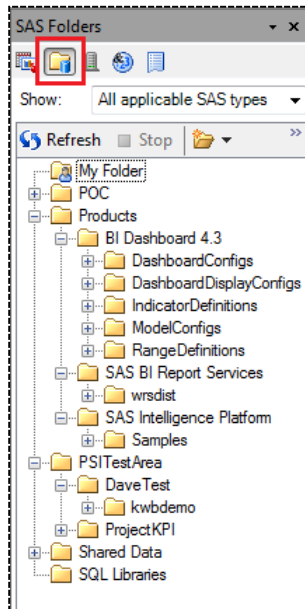 SAS Folders
Show: All applicable SAS types
Refresh Stop »
My Folder
POC
Products
BI Dashboard 4.3
DashboardConfigs
DashboardDisplayConfigs
IndicatorDefinitions
ModelConfigs
RangeDefinitions
SAS BI Report Services
wrsdist
SAS Intelligence Platform
Samples
PSITestArea
DaveTest
kwbdemo
ProjectKPI
Shared Data
SQL Libraries